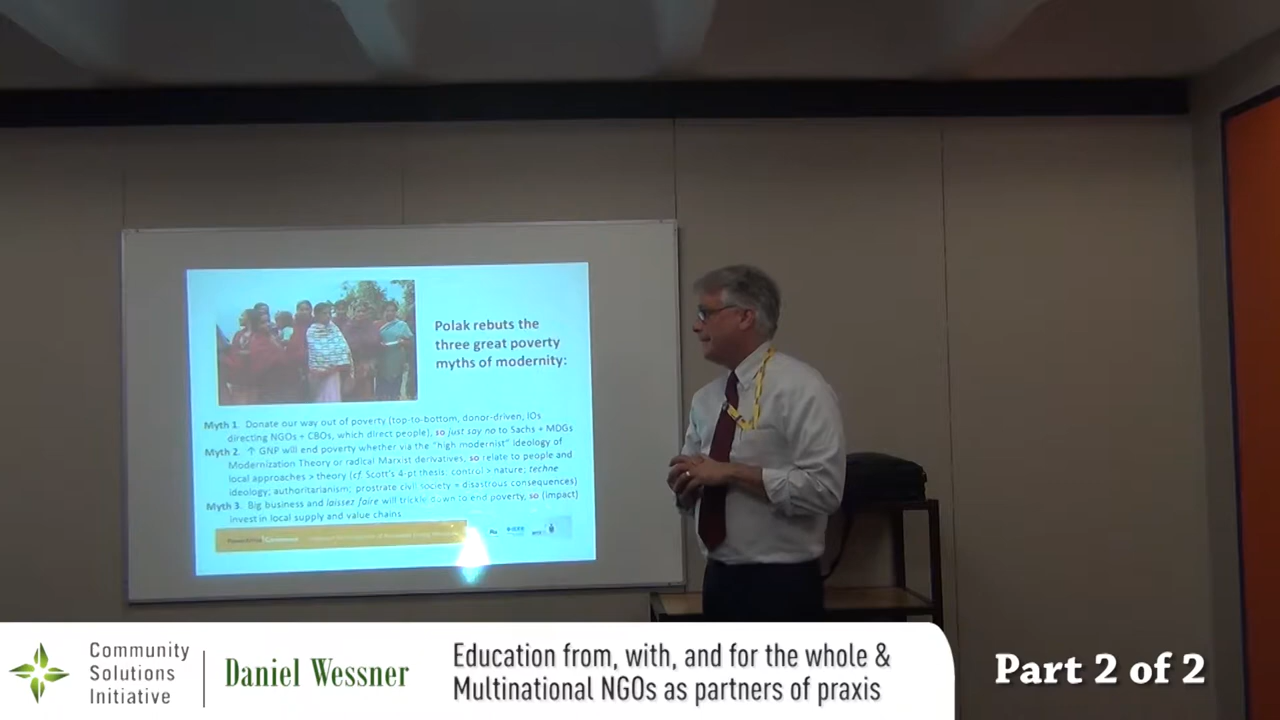 Polak rebuts the
three great poverty
myths of modernity:
Myth 1. Donate our way out of poverty (top-to-bottom, donor-driven, IOs
directing NGOs + CBOs, which direct people), so just say no to Sachs + MDGs
Myth 2. ↑ GNP will end poverty whether via the "high modernist" ideology of
Modernization Theory or radical Marxist derivatives, so relate to people and
local approaches > theory (cf. Scott's 4-pt thesis, control > nature; techne
ideology; authoritarianism; prostrate civil society = disastrous consequences)
Myth 3. Big business and laissez faire will trickle down to end poverty, so (impact)
invest in local supply and value chains
Community
Solutions
Initiative
Daniel Wessner
Education from, with, and for the whole &
Multinational NGOs as partners of praxis
Part 2 of 2